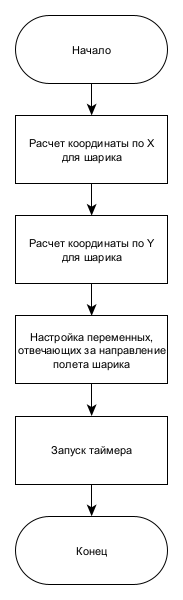 Начало
Расчет координаты по X
для шарика
Расчет координаты по Y
для шарика
Настройка переменных,
отвечающих за направление
полета шарика
Запуск таймера
Конец